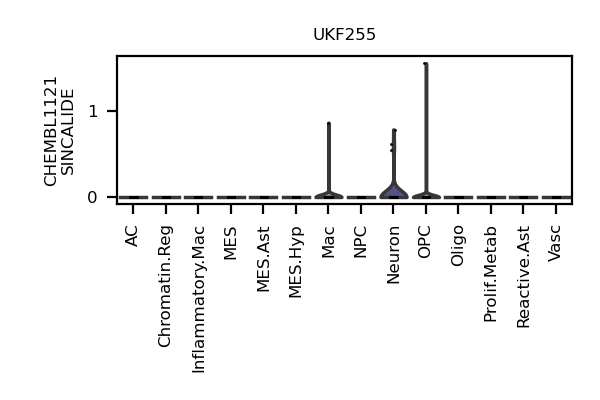 UKF255
CHEMBL1121
SINCALIDE
1
0
AC
Chromatin.Reg
Inflammatory.Mac
MES
MES.Ast
MES.Hyp
Mac
NPC
Neuron
OPC
Oligo
Prolif.Metab
Reactive.Ast
Vasc